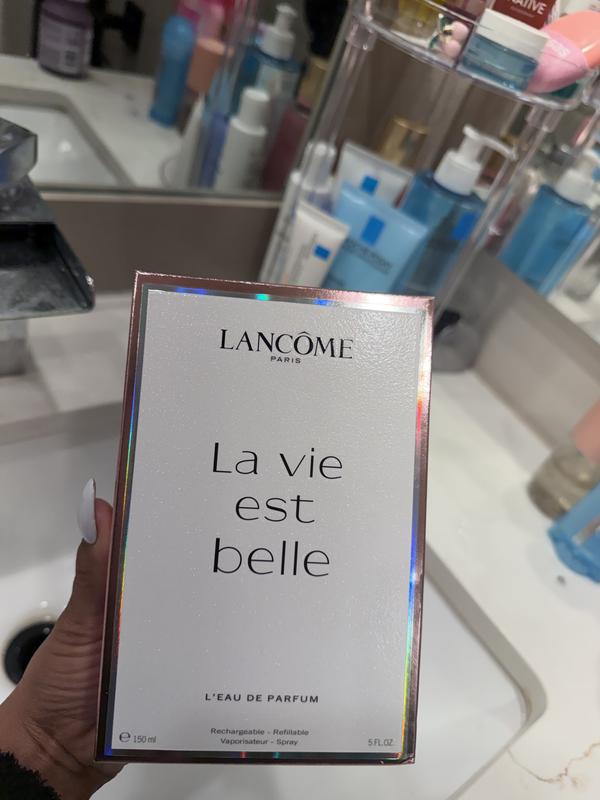 LANCÔME
PARIS
La vie
est
belle
L'EAU DE PARFUM
Rechargeable - Refillable
Vaporisateur - Spray
℮ 150 ml
5 FL.OZ.